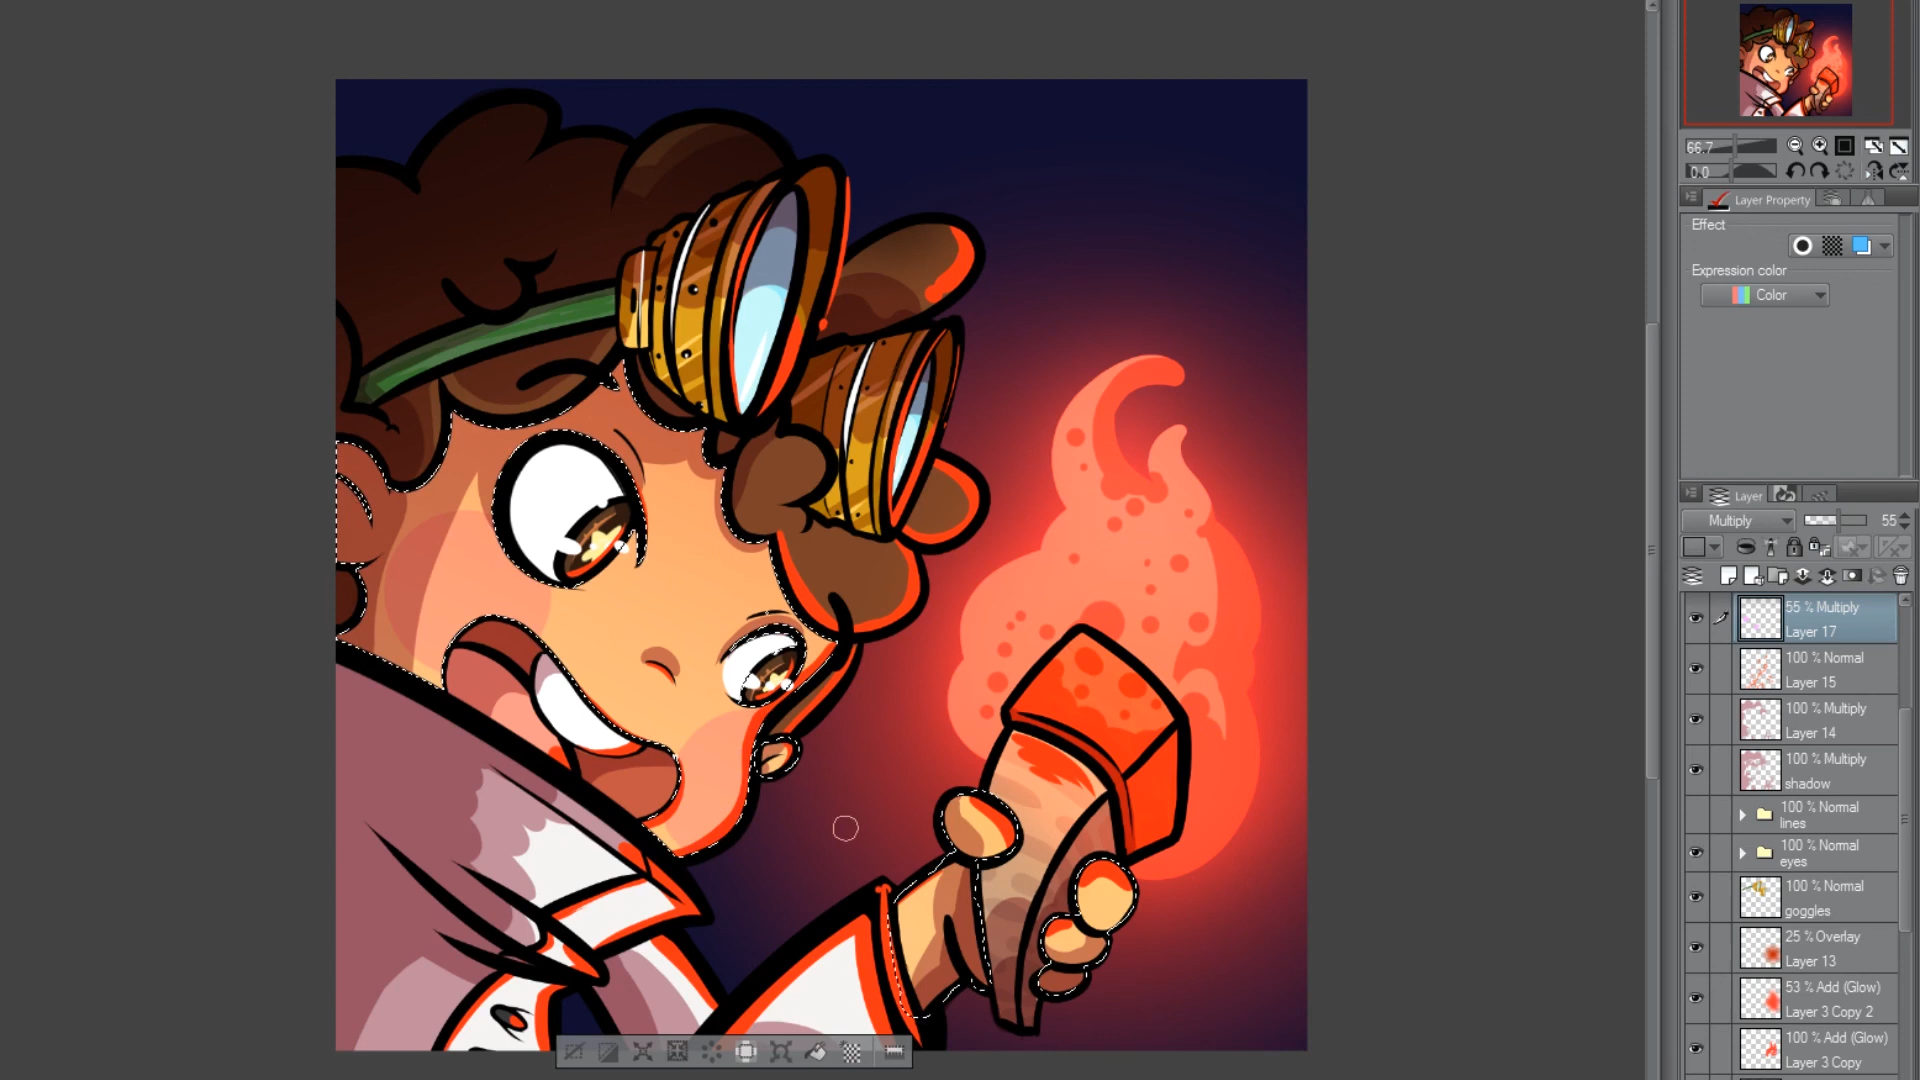 66.7
0.0
Layer Property
Effect
Expression color
Color
Layer
Multiply 55
55 % Multiply
Layer 17
100 % Normal
Layer 15
100 % Multiply
Layer 14
100 % Multiply
shadow
100 % Normal
lines
100 % Normal
eyes
100 % Normal
goggles
25 % Overlay
Layer 13
53 % Add (Glow)
Layer 3 Copy 2
100 % Add (Glow)
Layer 3 Copy